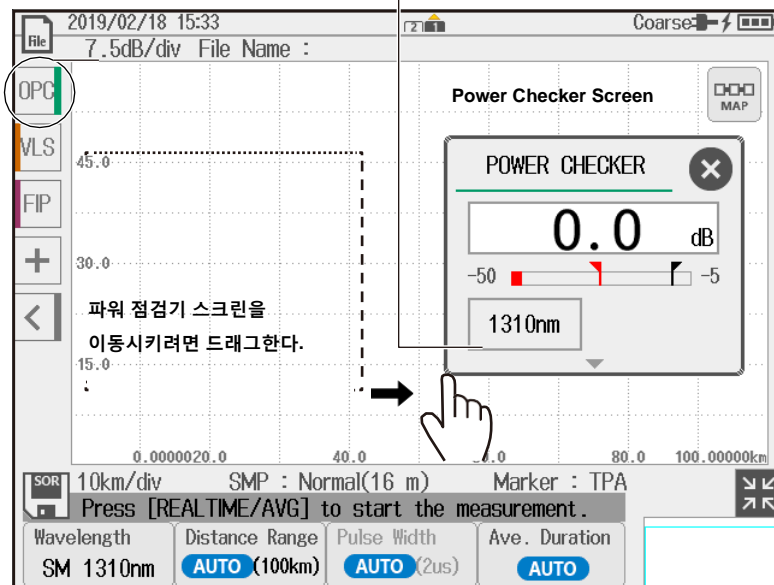 2019/02/18 15:33
2 1
Coarse
File
7.5dB/div File Name :
OPC
Power Checker Screen
MAP
VLS
45.0
POWER CHECKER
FIP
0.0 dB
30.0
-50 -5
파워 점검기 스크린을
이동시키려면 드래그한다.
1310nm
15.0
0.0000020.0 40.0 .0 80.0 100.00000km
SOR
10km/div SMP : Normal(16 m) Marker : TPA
Press [REALTIME/AVG] to start the measurement.
Wavelength Distance Range Pulse Width Ave. Duration
SM 1310nm AUTO (100km) AUTO (2us) AUTO